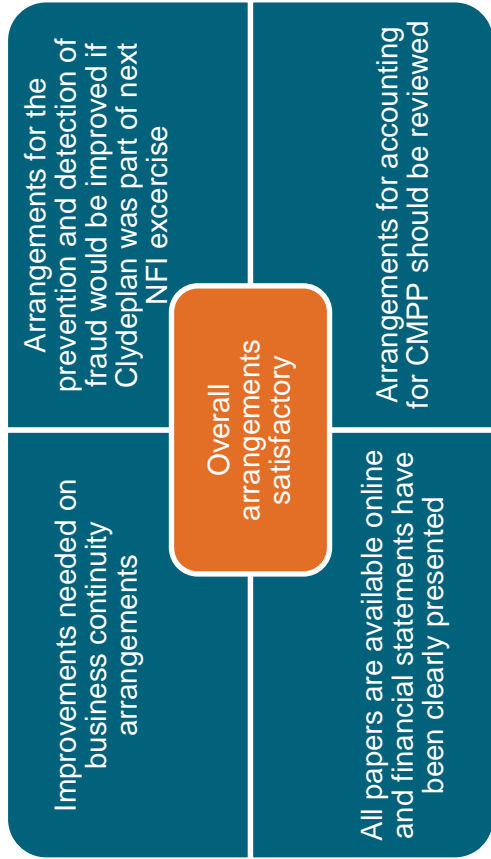 Improvements needed on
business continuity
arrangements
Arrangements for the
prevention and detection of
fraud would be improved if
Clydeplan was part of next
NFI excercise
Overall
arrangements
satisfactory
All papers are available online
and financial statements have
been clearly presented
Arrangements for accounting
for CMPP should be reviewed